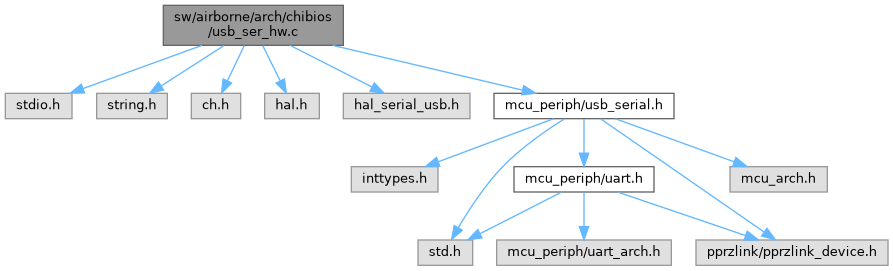 sw/airborne/arch/chibios
/usb_ser_hw.c
stdio.h
string.h
ch.h
hal.h
hal_serial_usb.h
mcu_periph/usb_serial.h
inttypes.h
mcu_periph/uart.h
mcu_arch.h
std.h
mcu_periph/uart_arch.h
pprzlink/pprzlink_device.h